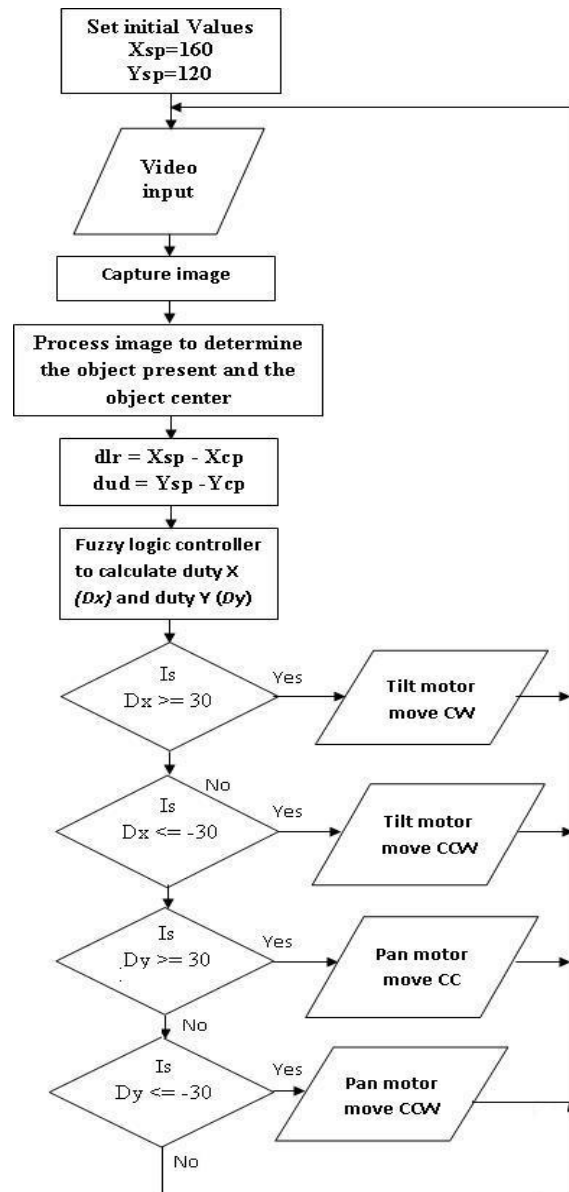 Set initial Values
Xsp=160
Ysp=120
Video
input
Capture image
Process image to determine
the object present and the
object center
dlr = Xsp - Xcp
dud = Ysp -Ycp
Fuzzy logic controller
to calculate duty X
(Dx) and duty Y (Dy)
Is
Dx >= 30
Yes
Tilt motor
move CW
No
Is
Dx <= -30
Yes
Tilt motor
move CCW
Is
Dy >= 30
Yes
Pan motor
move CC
No
Is
Dy <= -30
Yes
Pan motor
move CCW
No